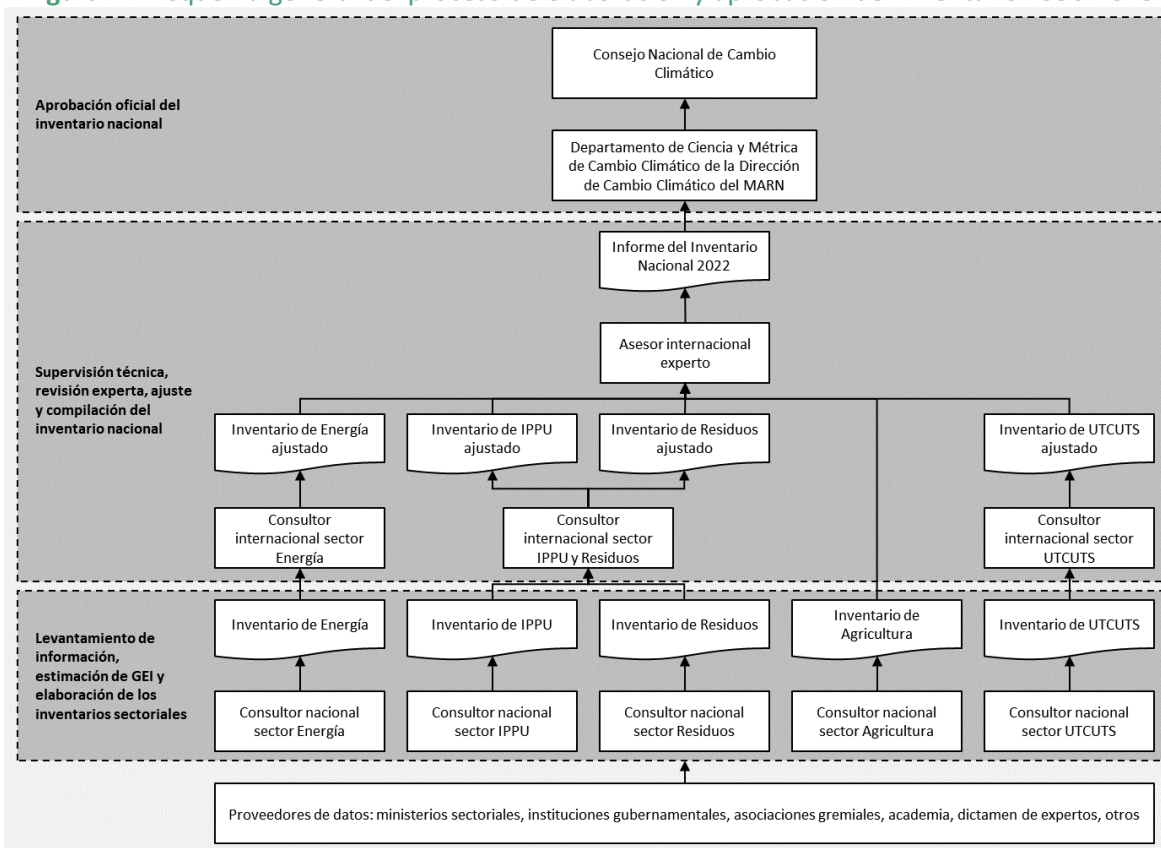 Consejo Nacional de Cambio
Climático
Aprobación oficial del
inventario nacional
Departamento de Ciencia y Métrica
de Cambio Climático de la Dirección
de Cambio Climático del MARN
Informe del Inventario
Nacional 2022
Asesor internacional
experto
Supervisión técnica,
revisión experta, ajuste
y compilación del
inventario nacional
Inventario de Energía
ajustado
Inventario de IPPU
ajustado
Inventario de Residuos
ajustado
Inventario de UTCUTS
ajustado
Consultor
internacional sector
Energía
Consultor
internacional sector
IPPU y Residuos
Consultor
internacional sector
UTCUTS
Levantamiento de
información,
estimación de GEI y
elaboración de los
inventarios sectoriales
Inventario de Energía
Inventario de IPPU
Inventario de Residuos
Inventario de
Agricultura
Inventario de UTCUTS
Consultor nacional
sector Energía
Consultor nacional
sector IPPU
Consultor nacional
sector Residuos
Consultor nacional
sector Agricultura
Consultor nacional
sector UTCUTS
Proveedores de datos: ministerios sectoriales, instituciones gubernamentales, asociaciones gremiales, academia, dictamen de expertos, otros